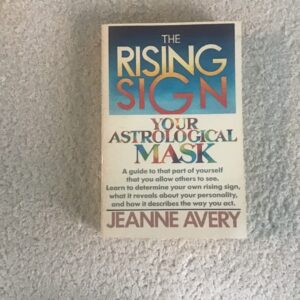 THE
RISING
SIGN
YOUR
ASTROLOGICAL
MASK
A guide to that part of yourself
that you allow others to see.
Learn to determine your own rising sign,
what it reveals about your personality,
and how it describes the way you act.
JEANNE AVERY